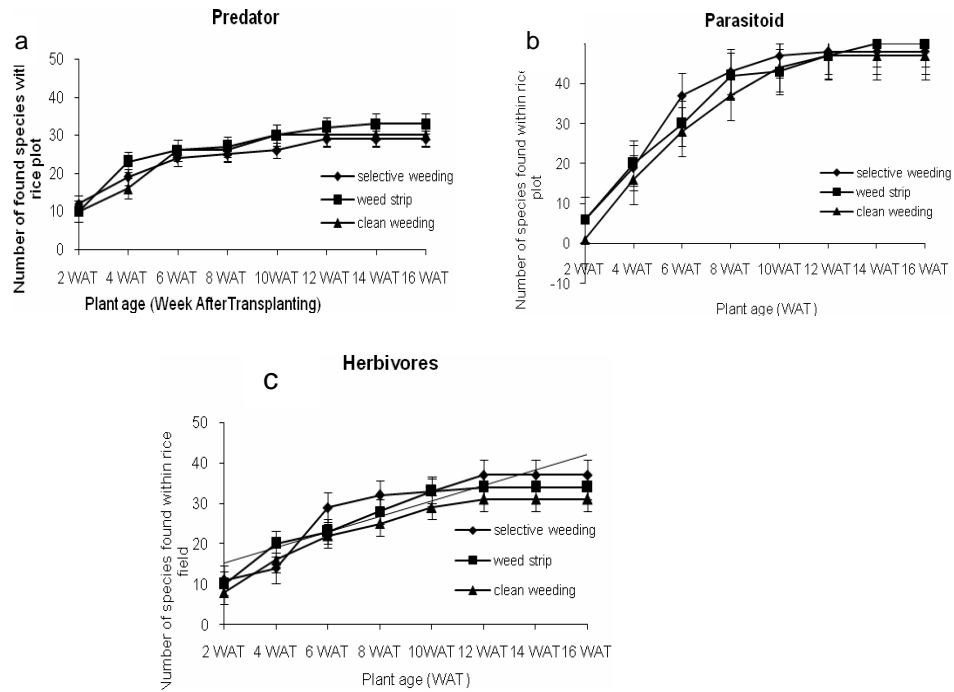 Predator
a
Number of found species witl
rice plot
50
40
30
20
10
0
selective weeding
weed strip
clean weeding
2 WAT 4 WAT 6 WAT 8 WAT 10WAT 12 WAT 14 WAT 16 WAT
Plant age (Week AfterTransplanting)
Parasitoid
b
Number of species found within rice
plot
40
30
20
10
0
-10
selective weeding
weed strip
clean weeding
2 WAT 4 WAT 6 WAT 8 WAT 10WAT 12 WAT 14 WAT 16 WAT
Plant age (WAT)
Herbivores
c
Number of species found within rice
field
50
40
30
20
10
0
selective weeding
weed strip
clean weeding
2 WAT 4 WAT 6 WAT 8 WAT 10 WAT 12 WAT 14 WAT 16 WAT
Plant age (WAT)